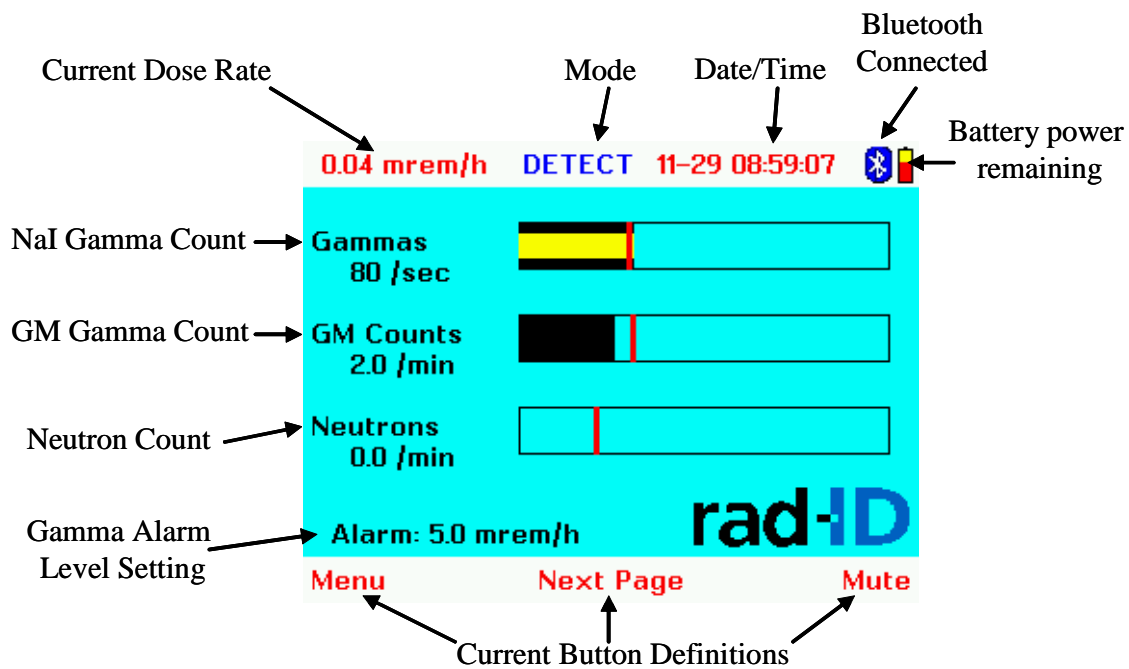 Bluetooth
Connected
Current Dose Rate
Mode
Date/Time
Battery power
remaining
0.04 mrem/h DETECT 11-29 08:59:07
NaI Gamma Count
Gammas
80 /sec
GM Gamma Count
GM Counts
2.0 /min
Neutron Count
Neutrons
0.0 /min
Gamma Alarm
Level Setting
Alarm: 5.0 mrem/h
rad-ID
Menu Next Page Mute
Current Button Definitions